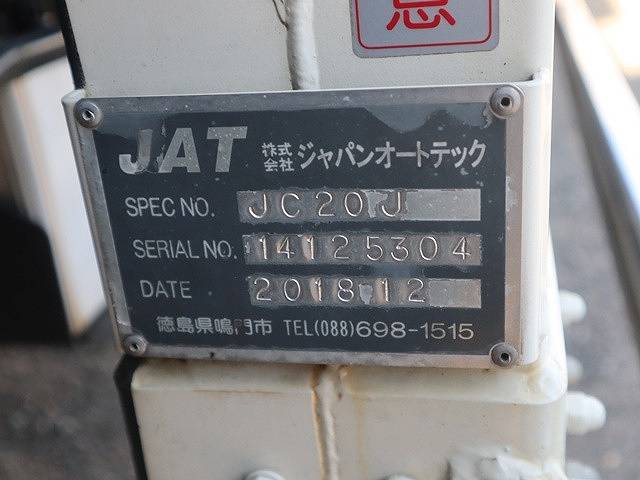 意
JAT 株式会社 ジャパンオートテック
SPEC NO. JC20J
SERIAL NO. 14125304
DATE 2018.12
徳島県鳴門市 TEL(088)698-1515